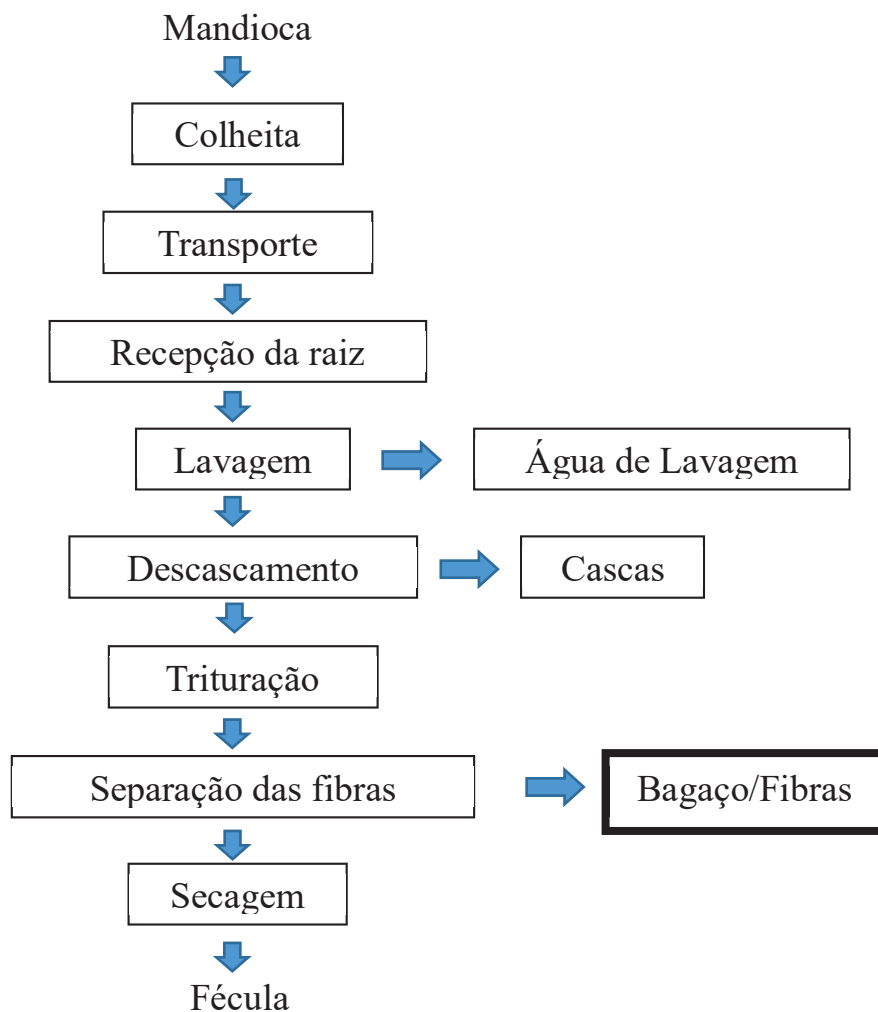 Mandioca
Colheita
Transporte
Recepção da raiz
Lavagem
Água de Lavagem
Descascamento
Cascas
Trituração
Separação das fibras
Bagaço/Fibras
Secagem
Fécula